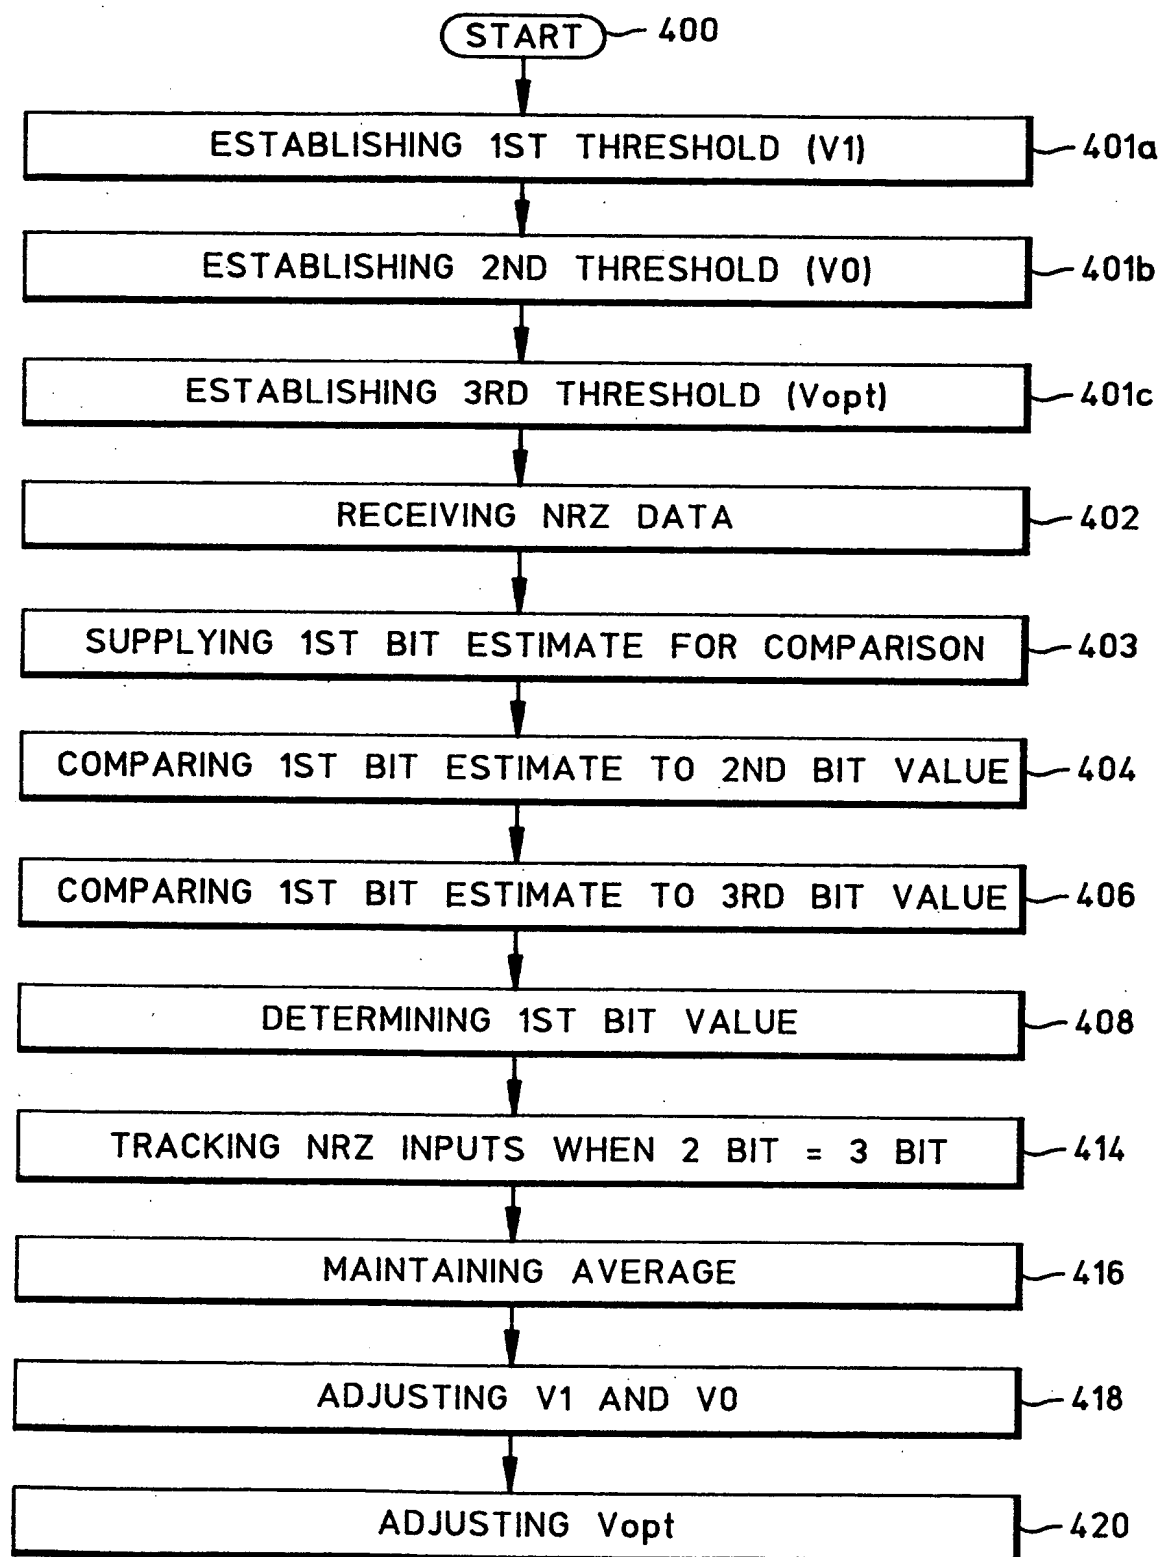 START 400
ESTABLISHING 1ST THRESHOLD (V1) 401a
ESTABLISHING 2ND THRESHOLD (V0) 401b
ESTABLISHING 3RD THRESHOLD (Vopt) 401c
RECEIVING NRZ DATA 402
SUPPLYING 1ST BIT ESTIMATE FOR COMPARISON 403
COMPARING 1ST BIT ESTIMATE TO 2ND BIT VALUE 404
COMPARING 1ST BIT ESTIMATE TO 3RD BIT VALUE 406
DETERMINING 1ST BIT VALUE 408
TRACKING NRZ INPUTS WHEN 2 BIT = 3 BIT 414
MAINTAINING AVERAGE 416
ADJUSTING V1 AND V0 418
ADJUSTING Vopt 420